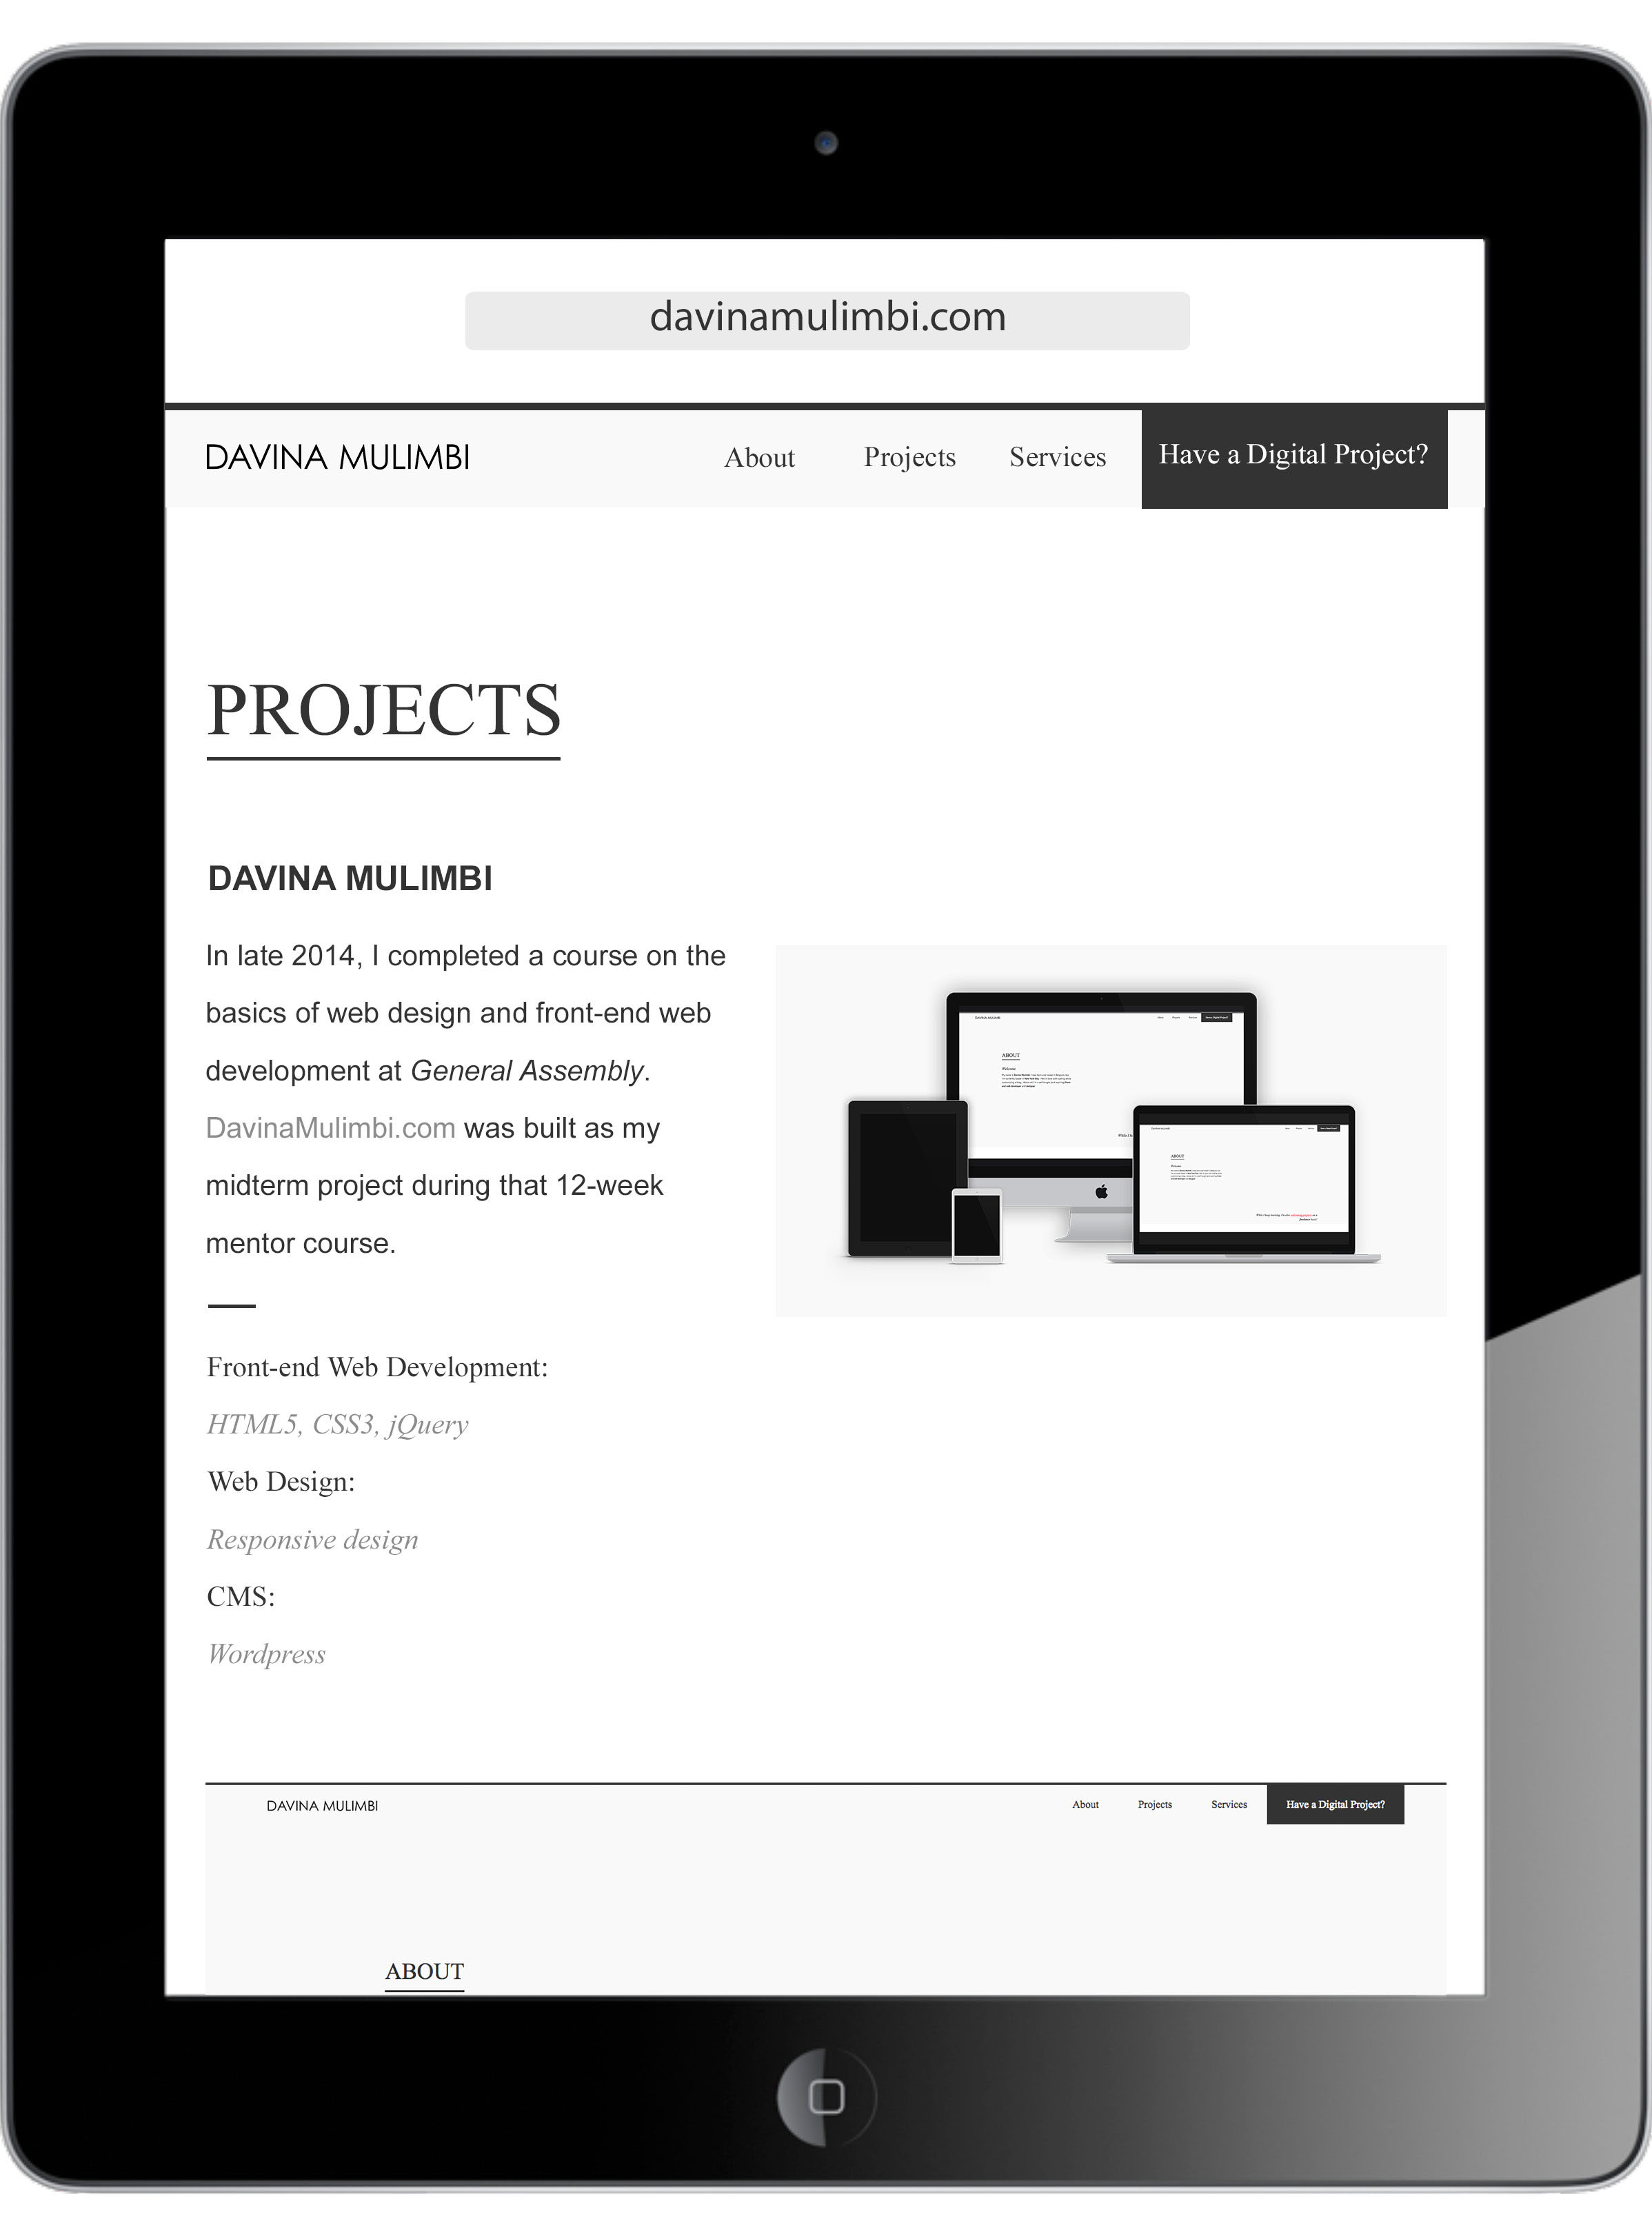 davinamulimbi.com
DAVINA MULIMBI
About Projects Services Have a Digital Project?
PROJECTS
DAVINA MULIMBI
In late 2014, I completed a course on the
basics of web design and front-end web
development at General Assembly.
DavinaMulimbi.com was built as my
midterm project during that 12-week
mentor course.
Front-end Web Development:
HTML5, CSS3, jQuery
Web Design:
Responsive design
CMS:
Wordpress
DAVINA MULIMBI
About Projects Services Have a Digital Project?
ABOUT